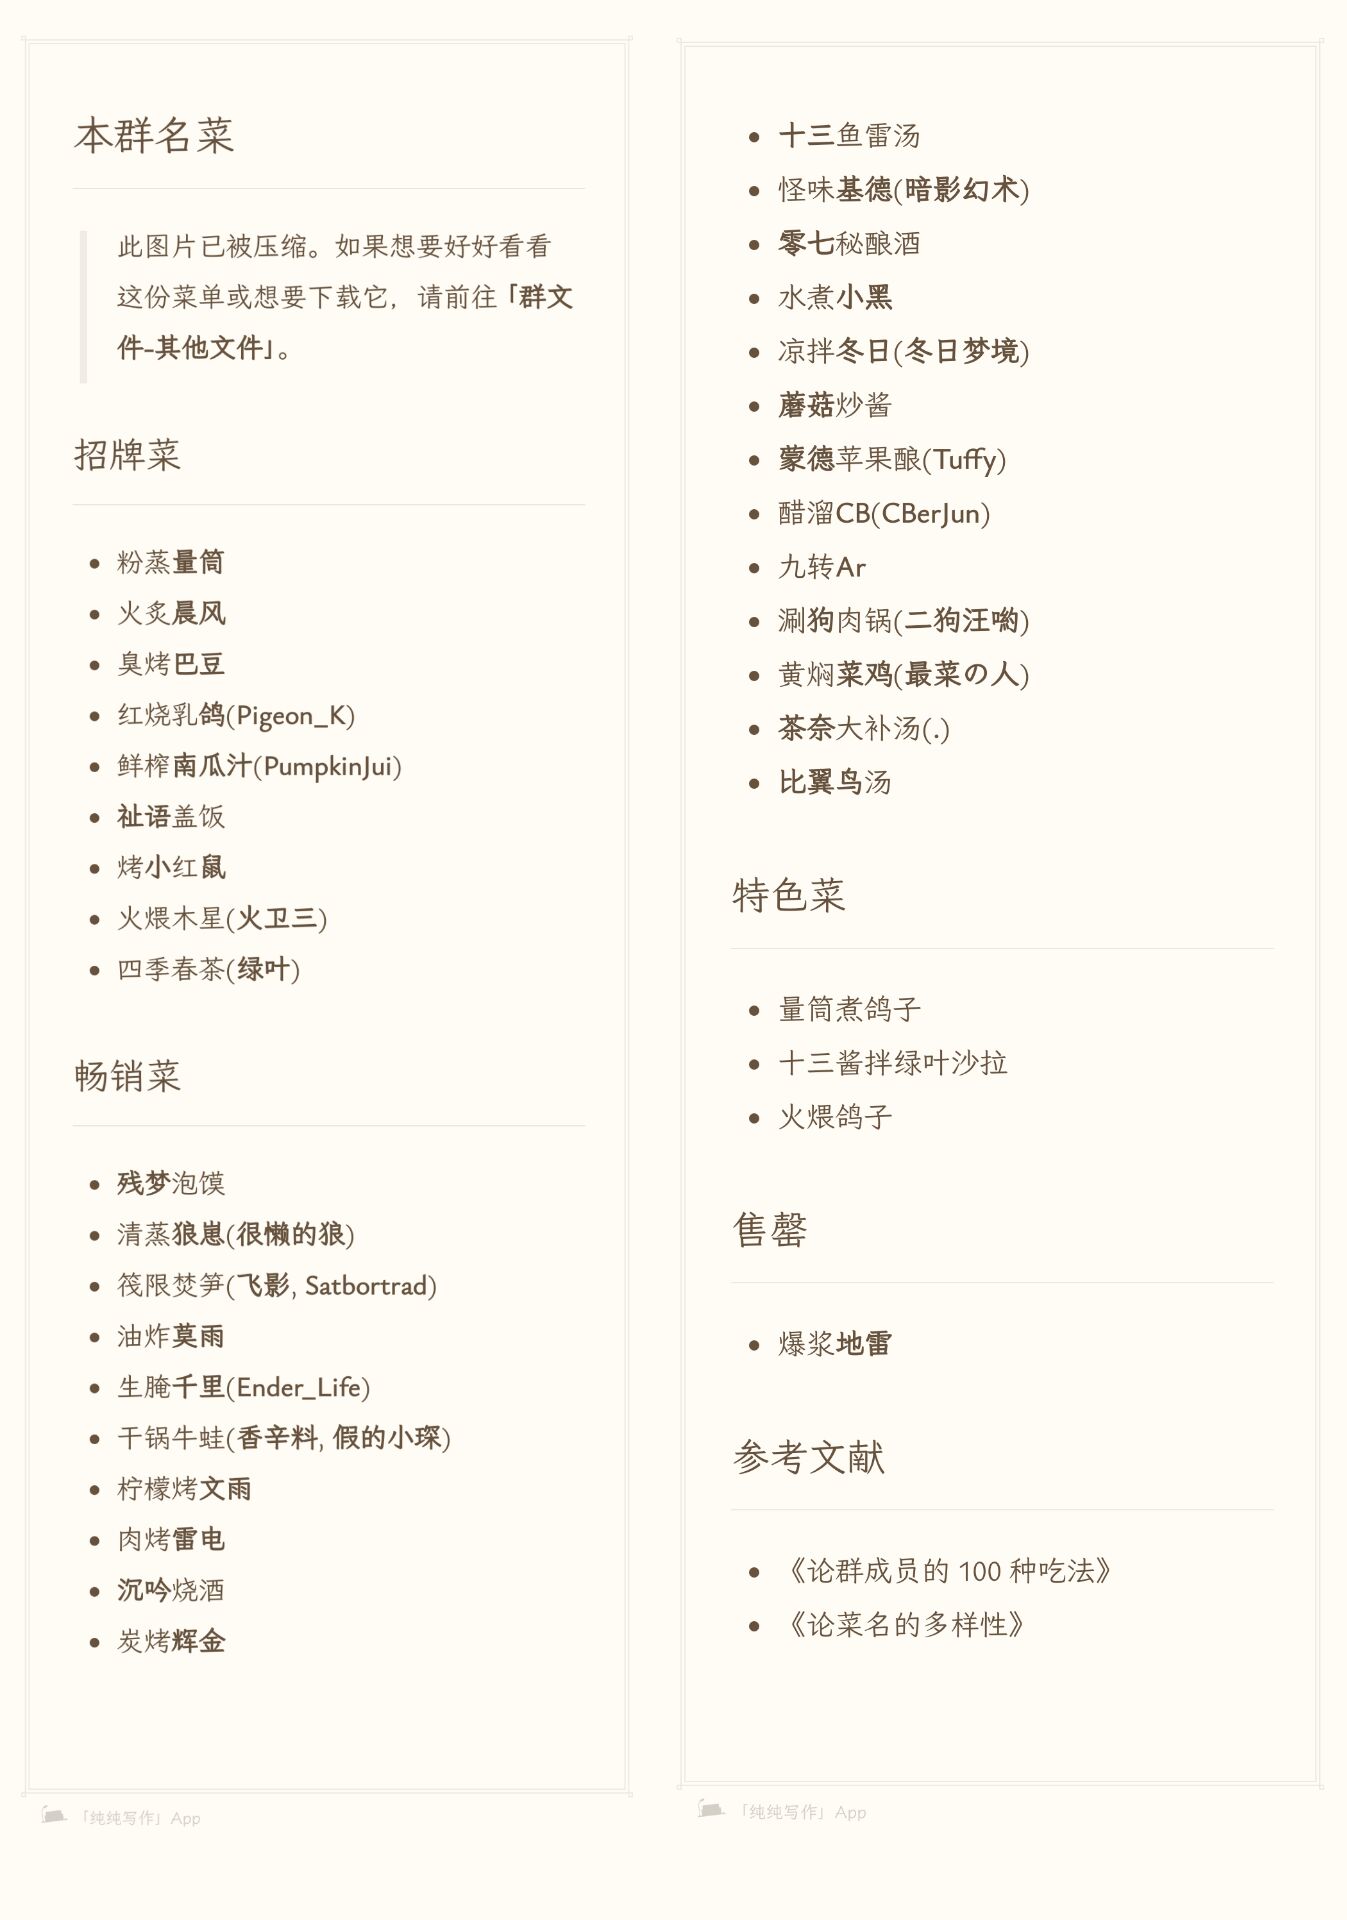 本群名菜
此图片已被压缩。如果想要好好看看
这份菜单或想要下载它，请前往「群文
件-其他文件」。
招牌菜
• 粉蒸量筒
• 火炙晨风
• 臭烤巴豆
• 红烧乳鸽(Pigeon_K)
• 鲜榨南瓜汁(PumpkinJui)
• 祉语盖饭
• 烤小红鼠
• 火煨木星(火卫三)
• 四季春茶(绿叶)
畅销菜
• 残梦泡馍
• 清蒸狼崽(很懒的狼)
• 筏限焚笋(飞影, Satbortrad)
• 油炸莫雨
• 生腌千里(Ender_Life)
• 干锅牛蛙(香辛料, 假的小琛)
• 柠檬烤文雨
• 肉烤雷电
• 沉吟烧酒
• 炭烤辉金
「纯纯写作」App
• 十三鱼雷汤
• 怪味基德(暗影幻术)
• 零七秘酿酒
• 水煮小黑
• 凉拌冬日(冬日梦境)
• 蘑菇炒酱
• 蒙德苹果酿(Tuffy)
• 醋溜CB(CBerJun)
• 九转Ar
• 涮狗肉锅(二狗汪喲)
• 黄焖菜鸡(最菜の人)
• 茶奈大补汤(.)
• 比翼鸟汤
特色菜
• 量筒煮鸽子
• 十三酱拌绿叶沙拉
• 火煨鸽子
售罄
• 爆浆地雷
参考文献
• 《论群成员的 100 种吃法》
• 《论菜名的多样性》
「纯纯写作」App